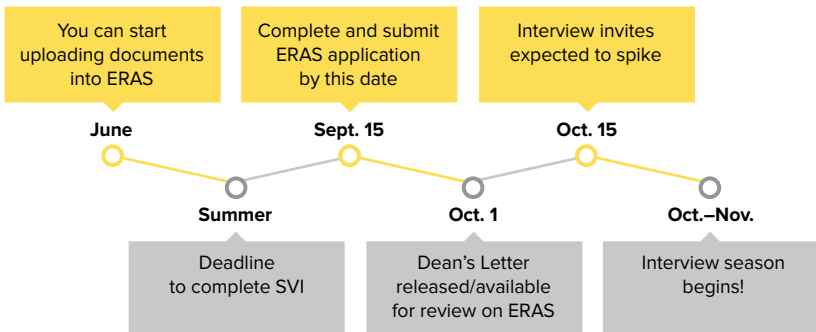 You can start
uploading documents
into ERAS
Complete and submit
ERAS application
by this date
Interview invites
expected to spike
June
Sept. 15
Oct. 15
Summer
Oct. 1
Oct.–Nov.
Deadline
to complete SVI
Dean’s Letter
released/available
for review on ERAS
Interview season
begins!